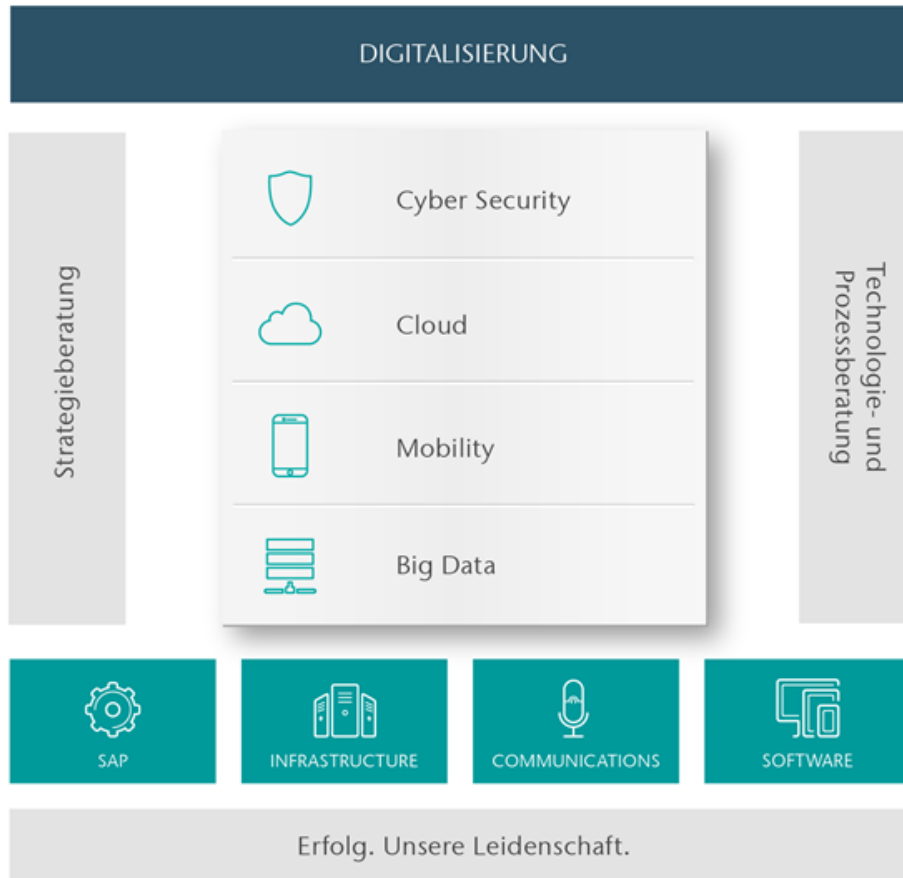 DIGITALISIERUNG
Strategieberatung
Cyber Security
Cloud
Mobility
Big Data
Technologie- und
Prozessberatung
SAP
INFRASTRUCTURE
COMMUNICATIONS
SOFTWARE
Erfolg. Unsere Leidenschaft.